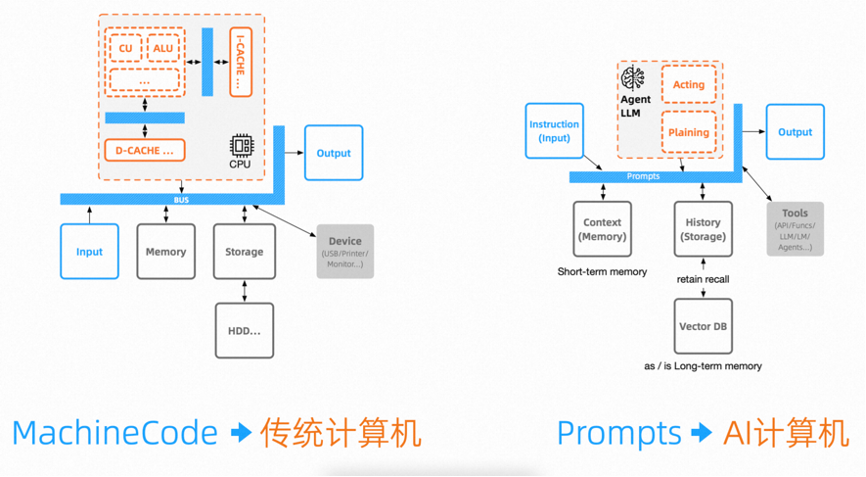 CU
ALU
...
I-CACHE ...
D-CACHE ...
CPU
Output
BUS
Input
Memory
Storage
Device
(USB/Printer/
Monitor...)
HDD...
MachineCode ➔ 传统计算机
Agent
LLM
Acting
Plaining
Instruction
(Input)
Output
Prompts
Context
(Memory)
History
(Storage)
Tools
(API/Funcs/
LLM/LM/
Agents...)
Short-term memory
retain recall
Vector DB
as / is Long-term memory
Prompts ➔ AI计算机